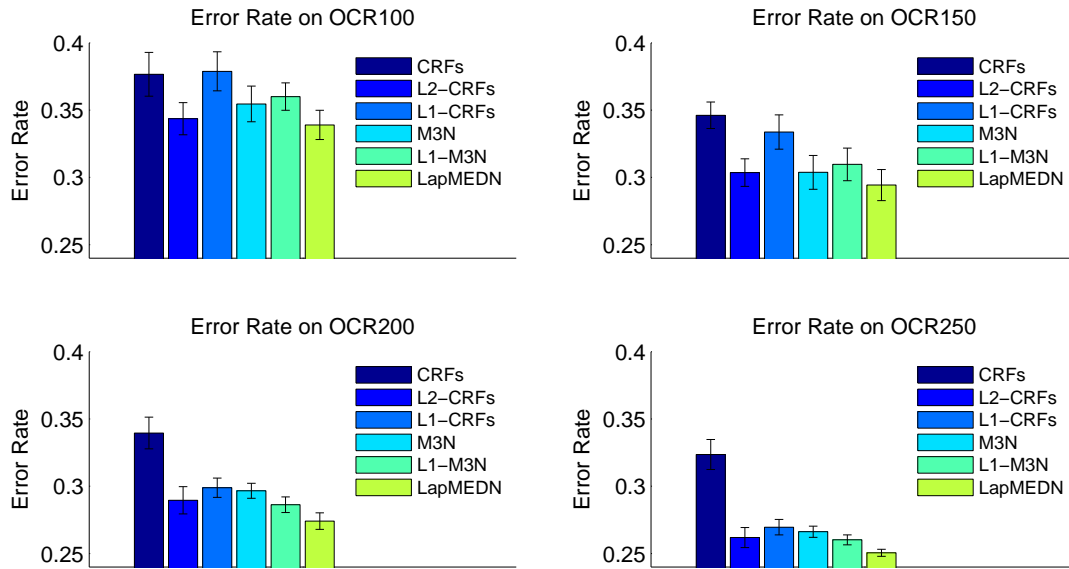 Error Rate on OCR100
0.4
0.35
0.3
0.25
Error Rate
CRFs
L2−CRFs
L1−CRFs
M3N
L1−M3N
LapMEDN
Error Rate on OCR150
0.4
0.35
0.3
0.25
Error Rate
CRFs
L2−CRFs
L1−CRFs
M3N
L1−M3N
LapMEDN
Error Rate on OCR200
0.4
0.35
0.3
0.25
Error Rate
CRFs
L2−CRFs
L1−CRFs
M3N
L1−M3N
LapMEDN
Error Rate on OCR250
0.4
0.35
0.3
0.25
Error Rate
CRFs
L2−CRFs
L1−CRFs
M3N
L1−M3N
LapMEDN